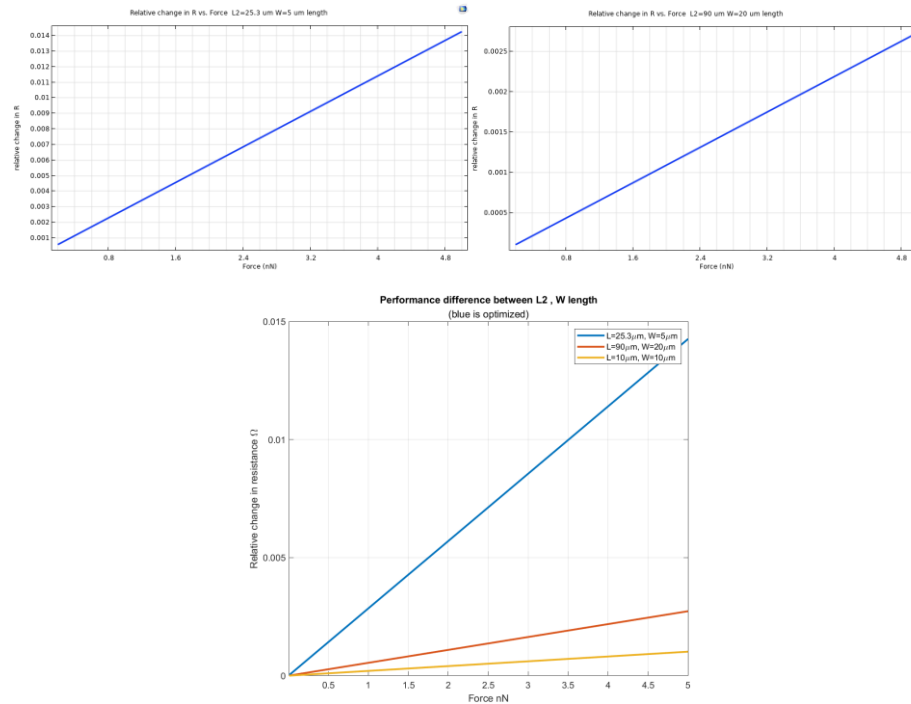 Relative change in R vs. Force L2=25.3 um W=5 um length
0.014
0.013
0.012
0.011
0.01
0.009
0.008
0.007
0.006
0.005
0.004
0.003
0.002
0.001
relative change in R
0.8 1.6 2.4 3.2 4 4.8
Force (nN)
Relative change in R vs. Force L2=90 um W=20 um length
0.0025
0.002
0.0015
0.001
0.0005
relative change in R
0.8 1.6 2.4 3.2 4 4.8
Force (nN)
Performance difference between L2 , W length
(blue is optimized)
L=25.3μm, W=5μm
L=90μm, W=20μm
L=10μm, W=10μm
0.015
0.01
0.005
0
Relative change in resistance Ω
0.5 1 1.5 2 2.5 3 3.5 4 4.5 5
Force nN